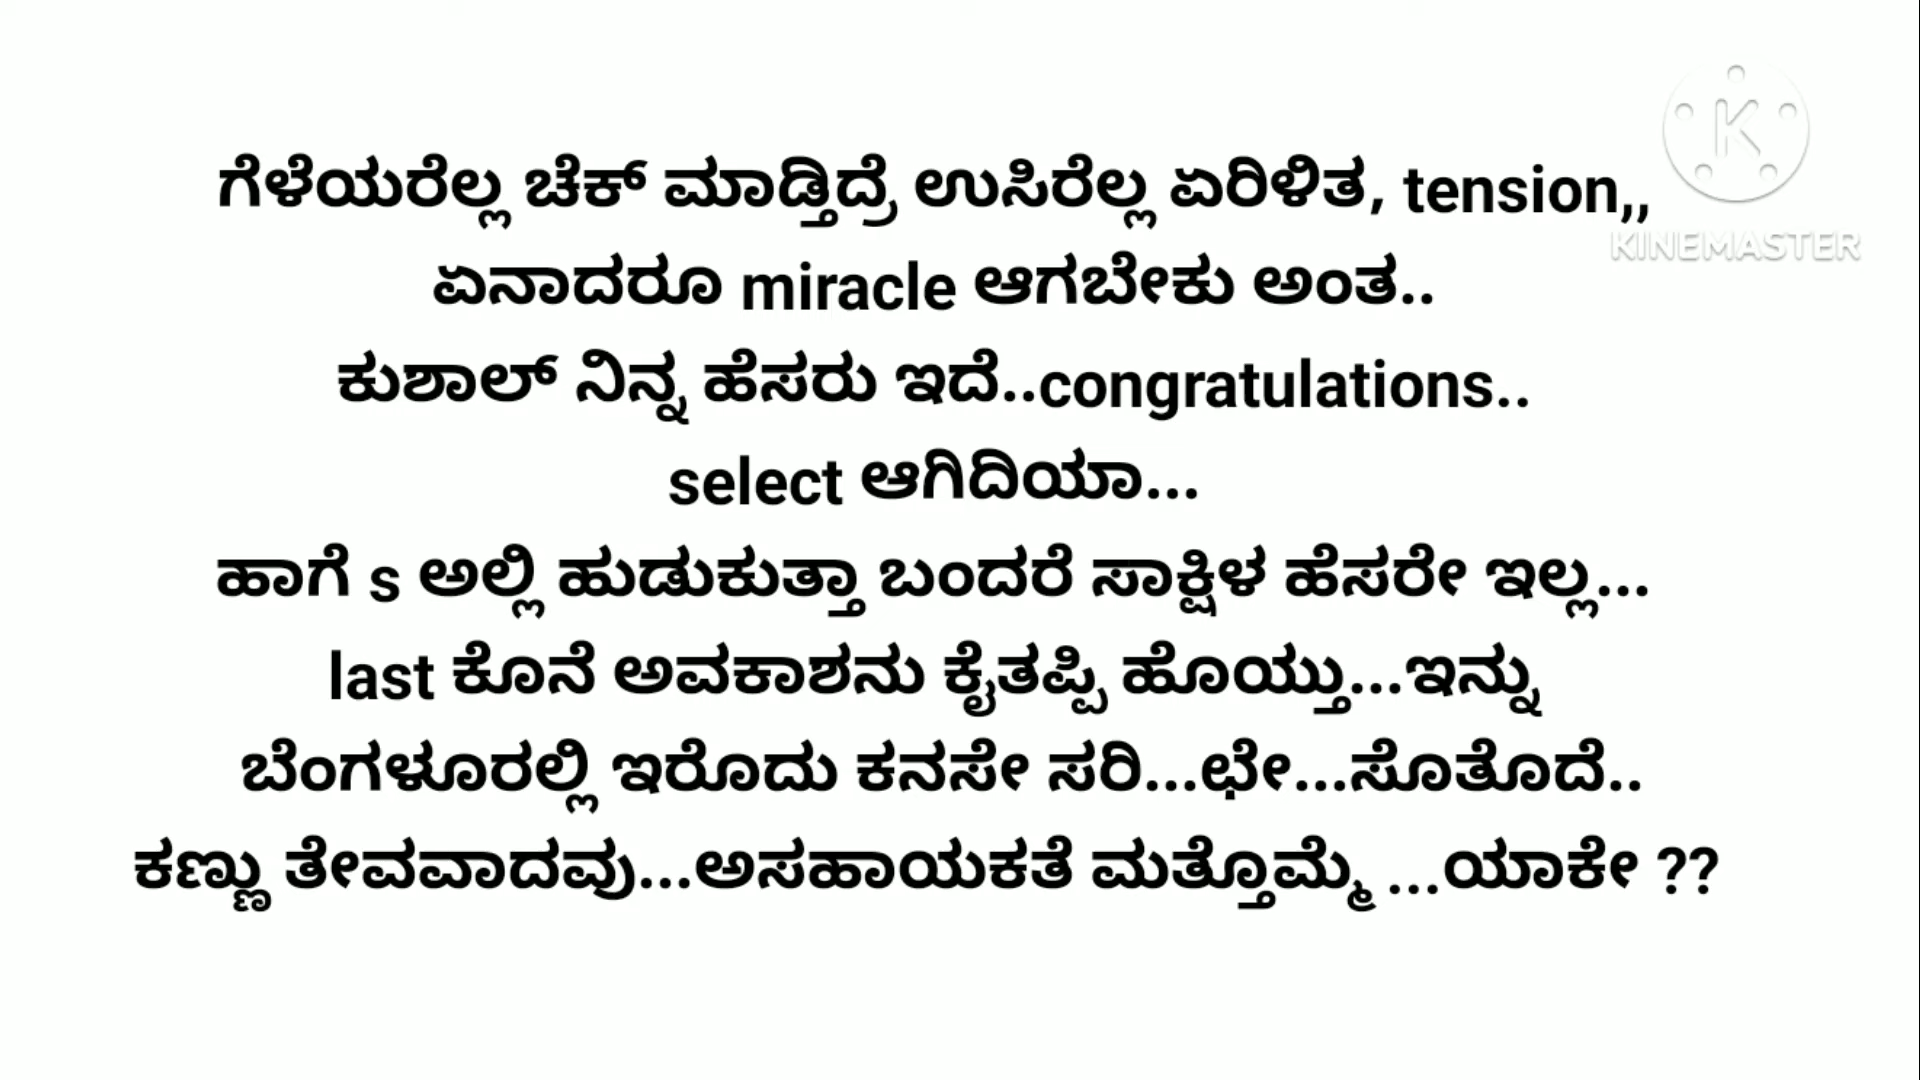 ಗೆಳೆಯರೆಲ್ಲ ಚೆಕ್ ಮಾಡ್ತಿದ್ರೆ ಉಸಿರೆಲ್ಲ ಏರಿಳಿತ, tension,,
ಏನಾದರೂ miracle ಆಗಬೇಕು ಅಂತ..
ಕುಶಾಲ್ ನಿನ್ನ ಹೆಸರು ಇದೆ..congratulations..
select ಆಗಿದಿಯಾ...
ಹಾಗೆ s ಅಲ್ಲಿ ಹುಡುಕುತ್ತಾ ಬಂದರೆ ಸಾಕ್ಷಿಳ ಹೆಸರೇ ಇಲ್ಲ...
last ಕೊನೆ ಅವಕಾಶನು ಕೈತಪ್ಪಿ ಹೊಯ್ತು...ಇನ್ನು
ಬೆಂಗಳೂರಲ್ಲಿ ಇರೊದು ಕನಸೇ ಸರಿ...ಛೇ...ಸೊತೊದೆ..
ಕಣ್ಣು ತೇವವಾದವು...ಅಸಹಾಯಕತೆ ಮತ್ತೊಮ್ಮೆ ...ಯಾಕೇ ??
K
KINEMASTER